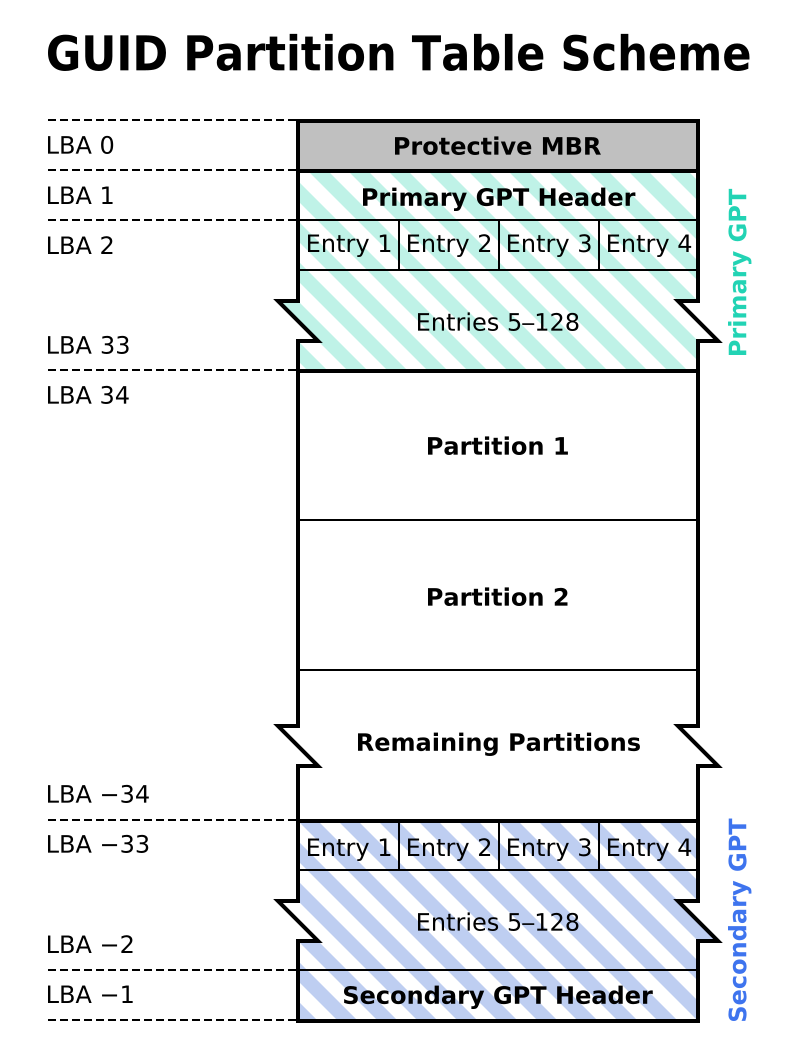 GUID Partition Table Scheme
LBA 0
Protective MBR
LBA 1
Primary GPT Header
LBA 2
Entry 1
Entry 2
Entry 3
Entry 4
Entries 5–128
LBA 33
Primary GPT
LBA 34
Partition 1
Partition 2
Remaining Partitions
LBA −34
LBA −33
Entry 1
Entry 2
Entry 3
Entry 4
Entries 5–128
LBA −2
LBA −1
Secondary GPT Header
Secondary GPT